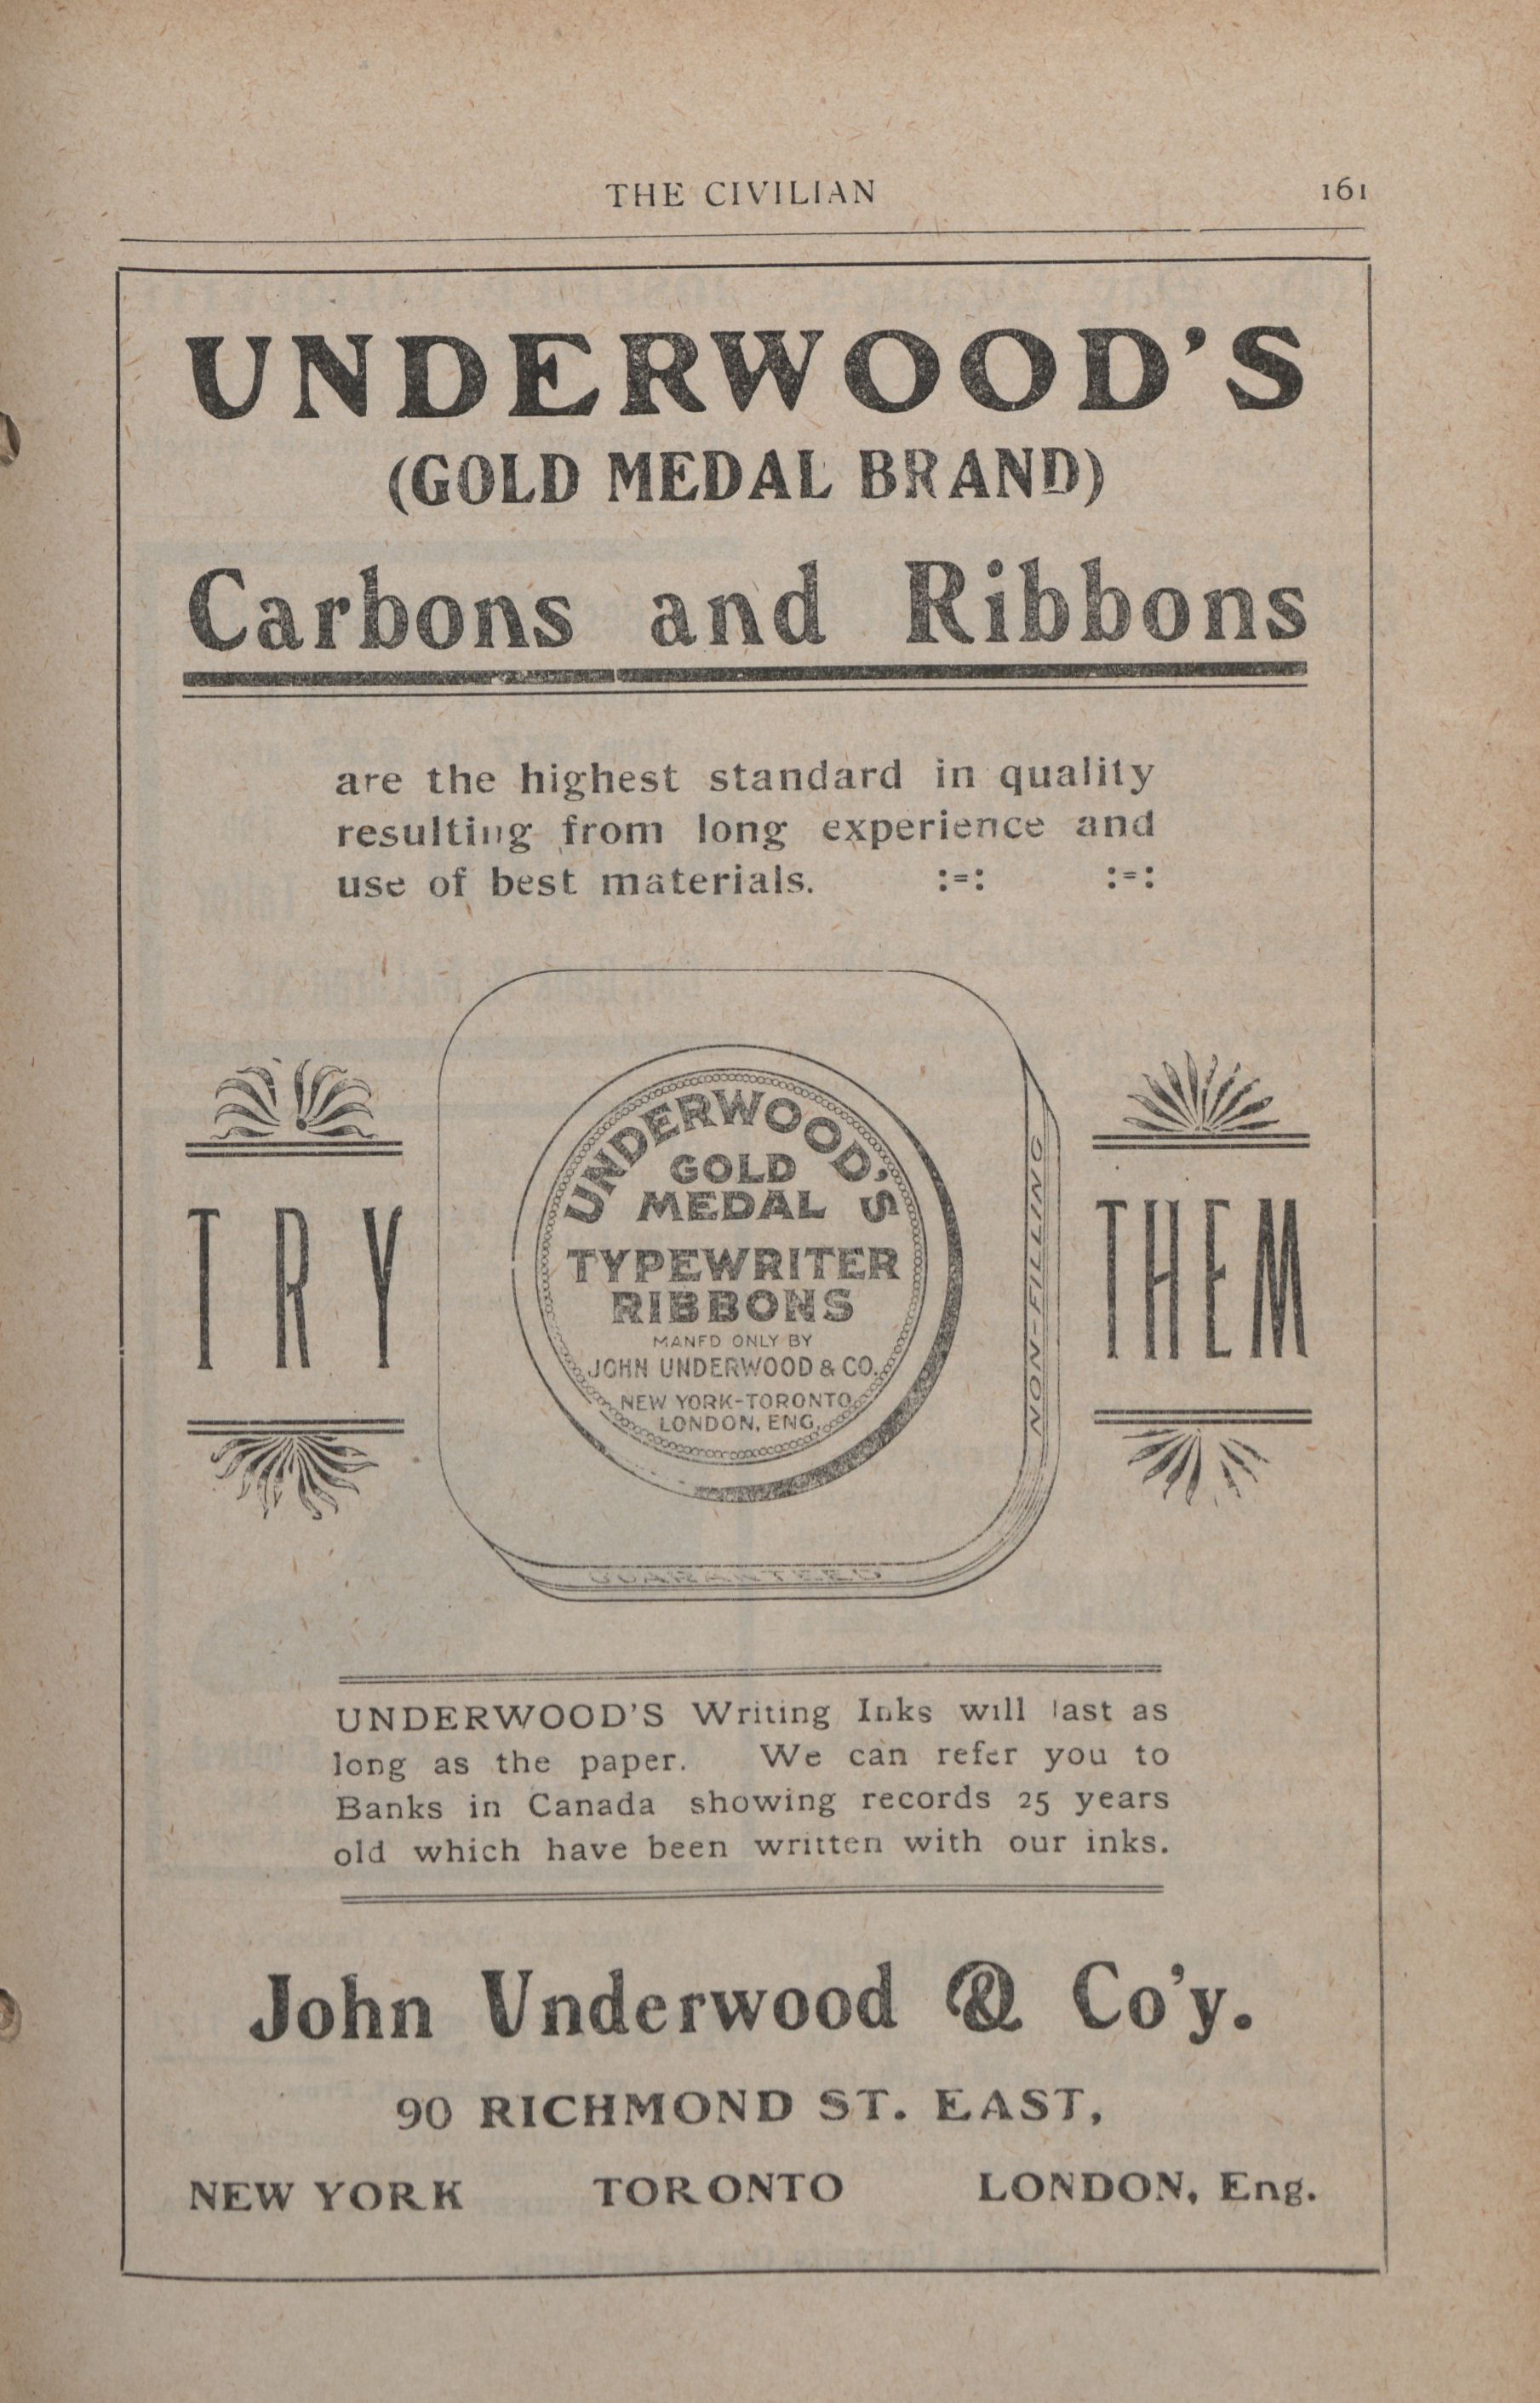 THE CIVILIAN 161
UNDERWOOD'S
(GOLD MEDAL BRAND)
Carbons and Ribbons
are the highest standard in quality
resulting from long experience and
use of best materials. :=: :=:
TRY
UNDERWOOD'S
GOLD
MEDAL
TYPEWRITER
RIBBONS
MANFD ONLY BY
JOHN UNDERWOOD & CO.
NEW YORK-TORONTO
LONDON, ENG.
NON-FILLING
GUARANTEED
THEM
UNDERWOOD'S Writing Inks will last as
long as the paper. We can refer you to
Banks in Canada showing records 25 years
old which have been written with our inks.
John Underwood & Co'y.
90 RICHMOND ST. EAST,
NEW YORK TORONTO LONDON, Eng.